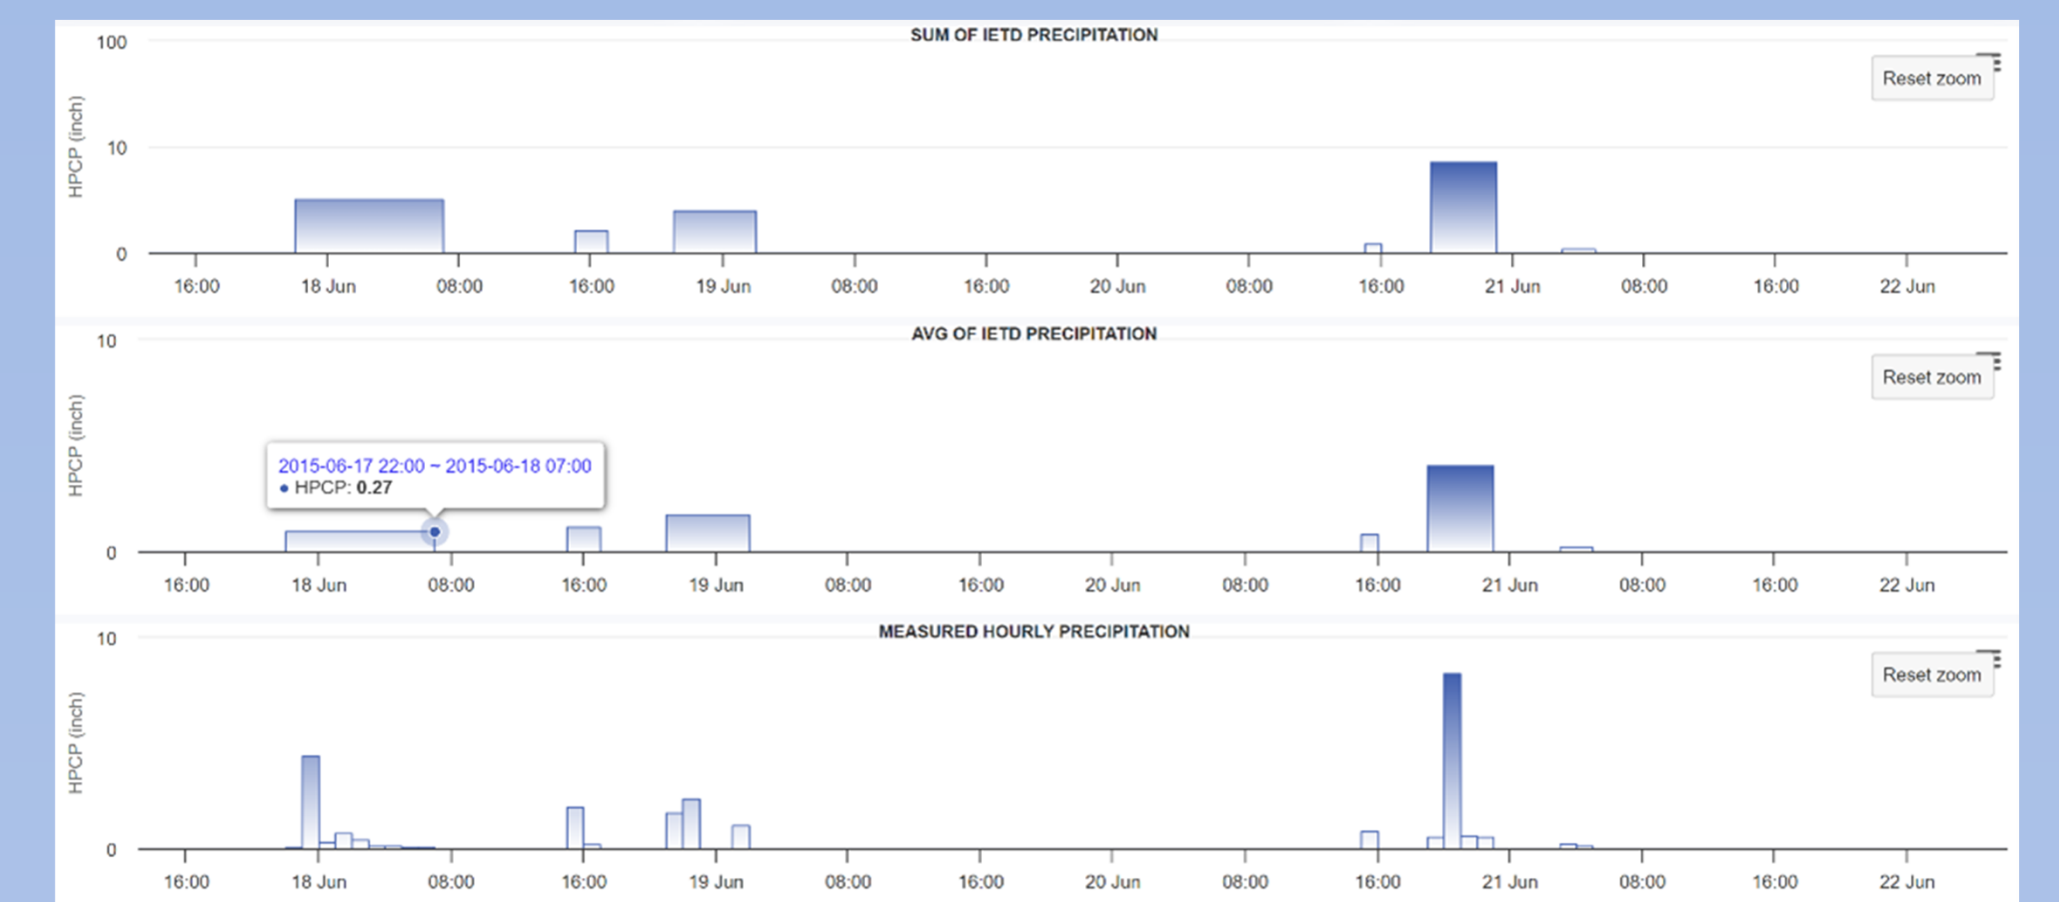 SUM OF IETD PRECIPITATION
100
Reset zoom
HPCP (inch)
10
0
16:00 18 Jun 08:00 16:00 19 Jun 08:00 16:00 20 Jun 08:00 16:00 21 Jun 08:00 16:00 22 Jun
AVG OF IETD PRECIPITATION
10
Reset zoom
HPCP (inch)
2015-06-17 22:00 ~ 2015-06-18 07:00
● HPCP: 0.27
0
16:00 18 Jun 08:00 16:00 19 Jun 08:00 16:00 20 Jun 08:00 16:00 21 Jun 08:00 16:00 22 Jun
MEASURED HOURLY PRECIPITATION
10
Reset zoom
HPCP (inch)
0
16:00 18 Jun 08:00 16:00 19 Jun 08:00 16:00 20 Jun 08:00 16:00 21 Jun 08:00 16:00 22 Jun